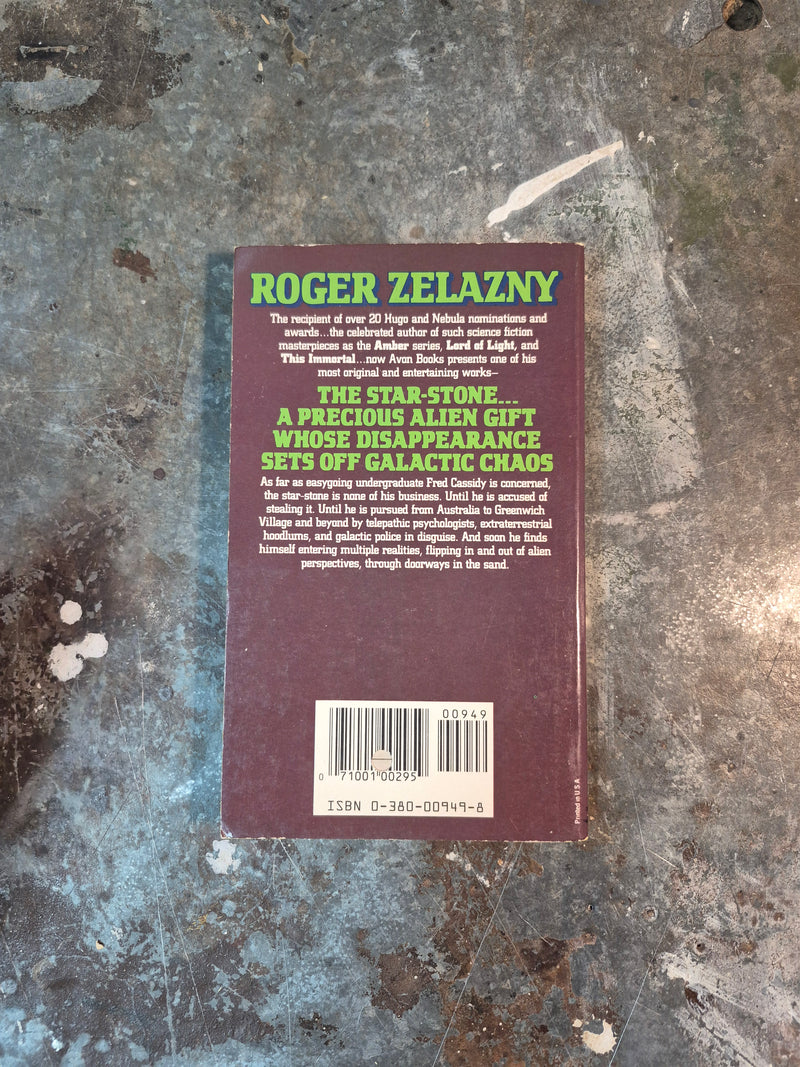 ROGER ZELAZNY
The recipient of over 20 Hugo and Nebula nominations and
awards...the celebrated author of such science fiction
masterpieces as the Amber series, Lord of Light, and
This Immortal...now Avon Books presents one of his
most original and entertaining works—
THE STAR-STONE...
A PRECIOUS ALIEN GIFT
WHOSE DISAPPEARANCE
SETS OFF GALACTIC CHAOS
As far as easygoing undergraduate Fred Cassidy is concerned,
the star-stone is none of his business. Until he is accused of
stealing it. Until he is pursued from Australia to Greenwich
Village and beyond by telepathic psychologists, extraterrestrial
hoodlums, and galactic police in disguise. And soon he finds
himself entering multiple realities, flipping in and out of alien
perspectives, through doorways in the sand.
00949
0 71001 00295
ISBN 0-380-00949-8
Printed in U S A